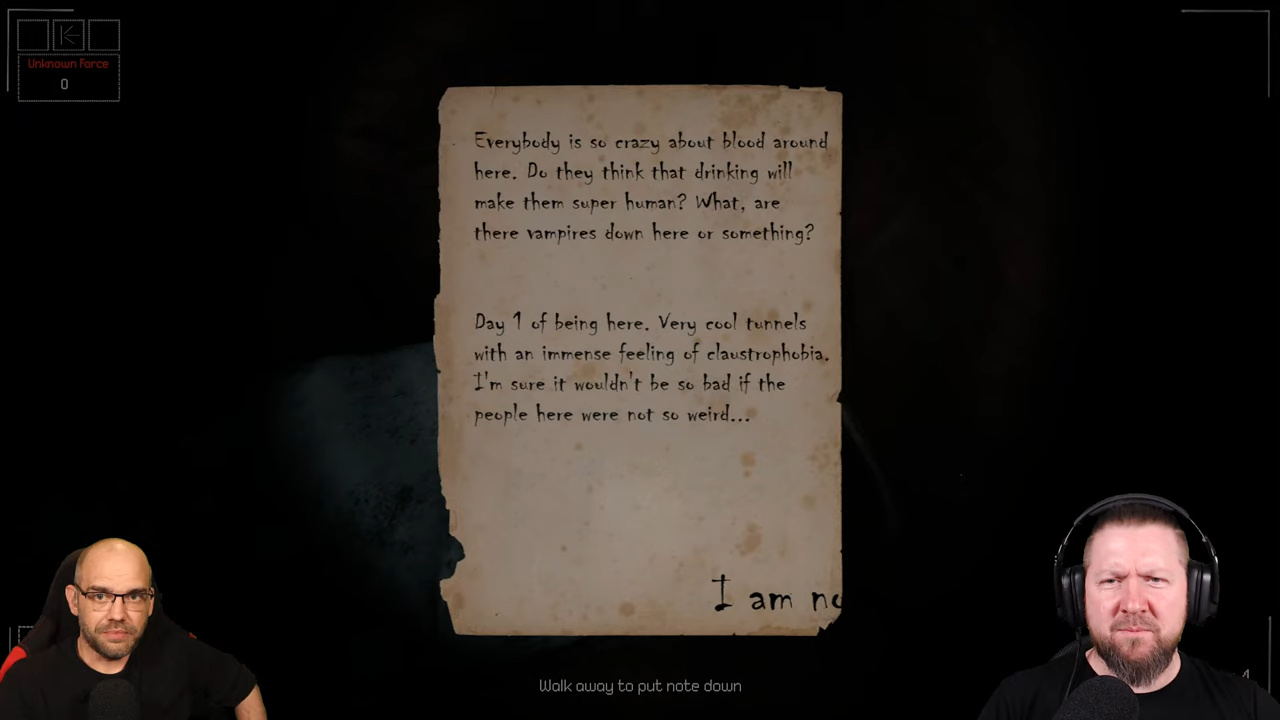 Unknown Force
0
Everybody is so crazy about blood around
here. Do they think that drinking will
make them super human? What, are
there vampires down here or something?
Day 1 of being here. Very cool tunnels
with an immense feeling of claustrophobia.
I'm sure it wouldn't be so bad if the
people here were not so weird...
I am no
Walk away to put note down